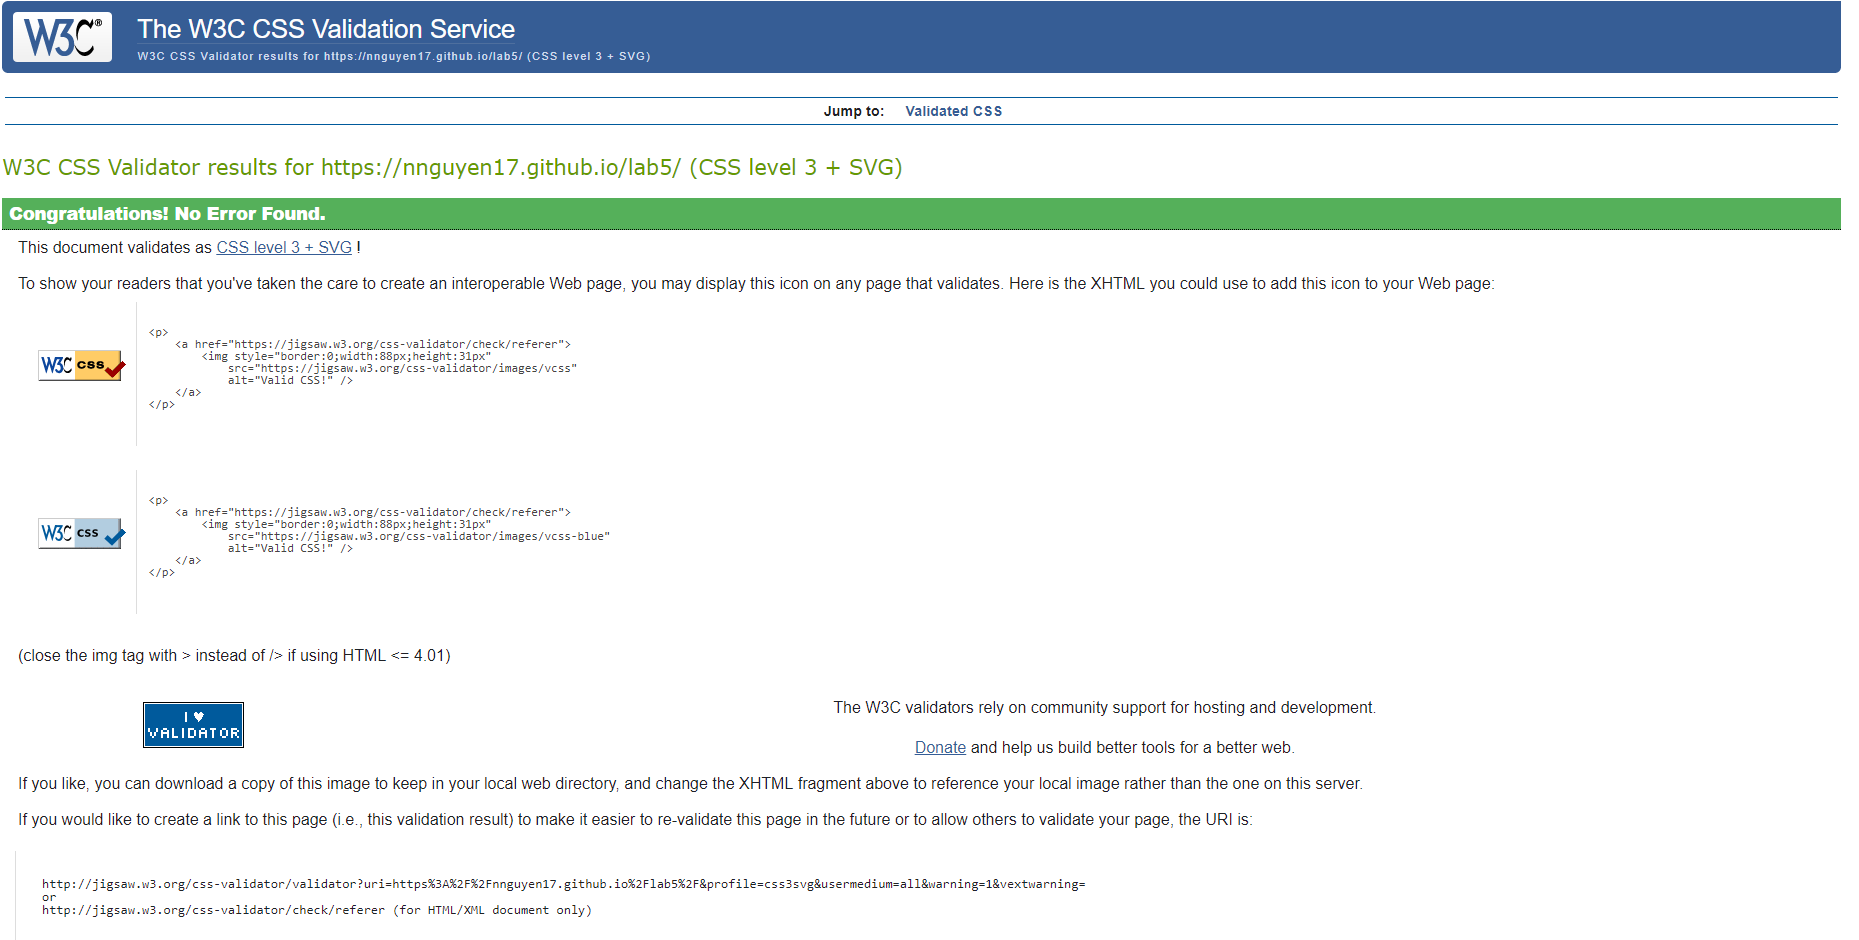 W3C®
The W3C CSS Validation Service
W3C CSS Validator results for https://nnguyen17.github.io/lab5/ (CSS level 3 + SVG)
Jump to: Validated CSS
W3C CSS Validator results for https://nnguyen17.github.io/lab5/ (CSS level 3 + SVG)
Congratulations! No Error Found.
This document validates as CSS level 3 + SVG !
To show your readers that you've taken the care to create an interoperable Web page, you may display this icon on any page that validates. Here is the XHTML you could use to add this icon to your Web page:
W3C css
<p>
<a href="https://jigsaw.w3.org/css-validator/check/referer">
<img style="border:0;width:88px;height:31px"
src="https://jigsaw.w3.org/css-validator/images/vcss"
alt="Valid CSS!" />
</a>
</p>
W3C css
<p>
<a href="https://jigsaw.w3.org/css-validator/check/referer">
<img style="border:0;width:88px;height:31px"
src="https://jigsaw.w3.org/css-validator/images/vcss-blue"
alt="Valid CSS!" />
</a>
</p>
(close the img tag with > instead of /> if using HTML <= 4.01)
I ♥
VALIDATOR
The W3C validators rely on community support for hosting and development.
Donate and help us build better tools for a better web.
If you like, you can download a copy of this image to keep in your local web directory, and change the XHTML fragment above to reference your local image rather than the one on this server.
If you would like to create a link to this page (i.e., this validation result) to make it easier to re-validate this page in the future or to allow others to validate your page, the URI is:
http://jigsaw.w3.org/css-validator/validator?uri=https%3A%2F%2Fnnguyen17.github.io%2Flab5%2F&profile=css3svg&usermedium=all&warning=1&vextwarning=
or
http://jigsaw.w3.org/css-validator/check/referer (for HTML/XML document only)